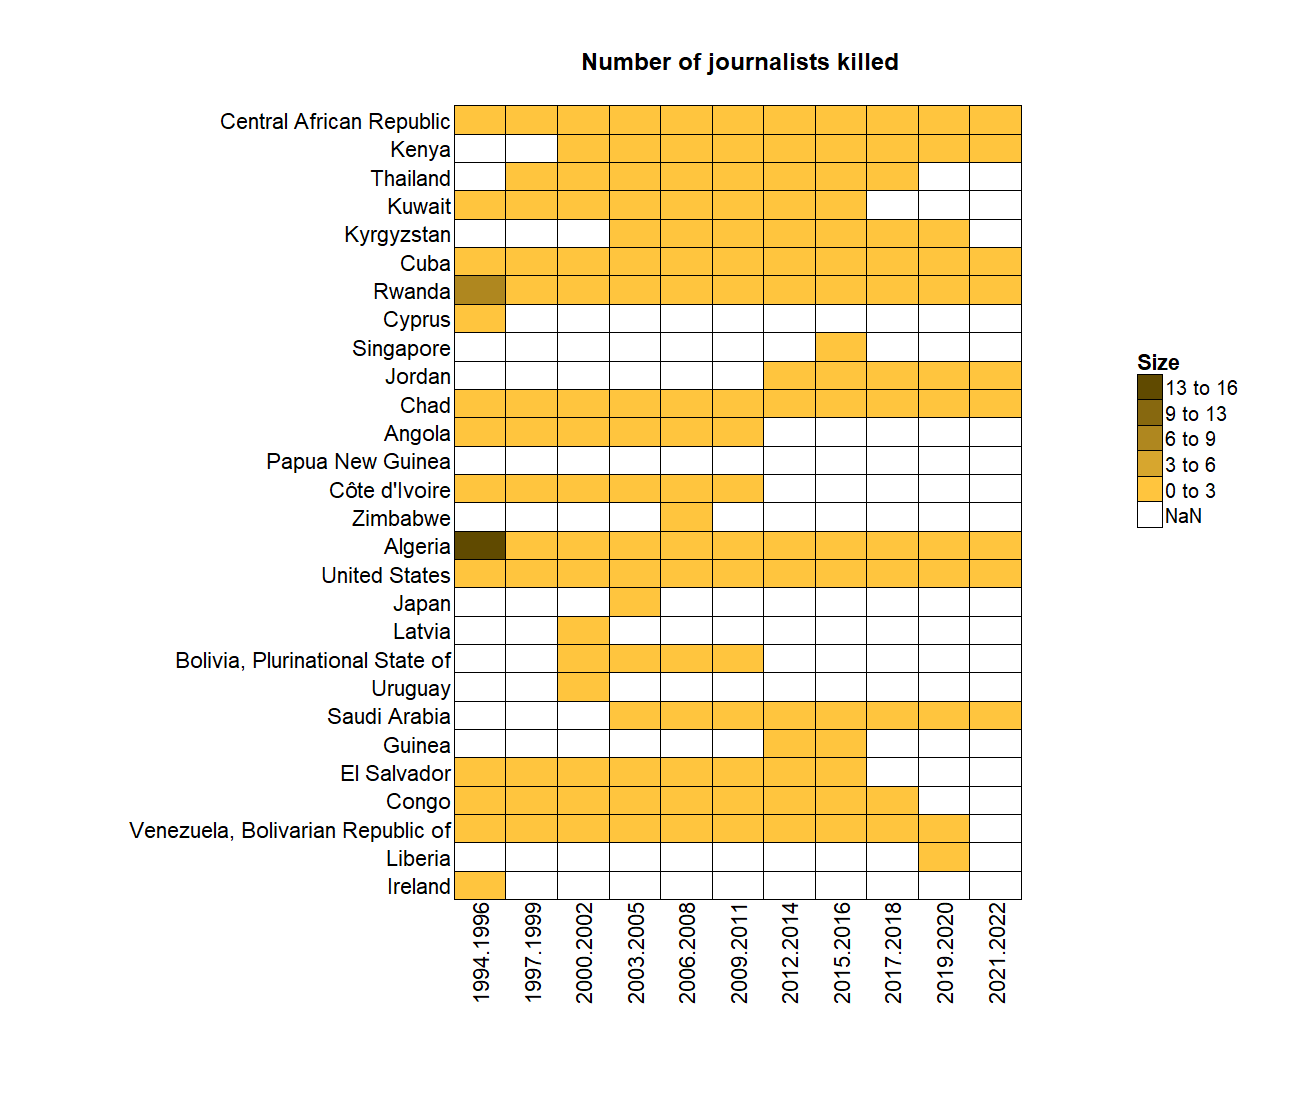 Number of journalists killed
Central African Republic
Kenya
Thailand
Kuwait
Kyrgyzstan
Cuba
Rwanda
Cyprus
Singapore
Jordan
Chad
Angola
Papua New Guinea
Côte d'Ivoire
Zimbabwe
Algeria
United States
Japan
Latvia
Bolivia, Plurinational State of
Uruguay
Saudi Arabia
Guinea
El Salvador
Congo
Venezuela, Bolivarian Republic of
Liberia
Ireland
1994.1996
1997.1999
2000.2002
2003.2005
2006.2008
2009.2011
2012.2014
2015.2016
2017.2018
2019.2020
2021.2022
Size
13 to 16
9 to 13
6 to 9
3 to 6
0 to 3
NaN